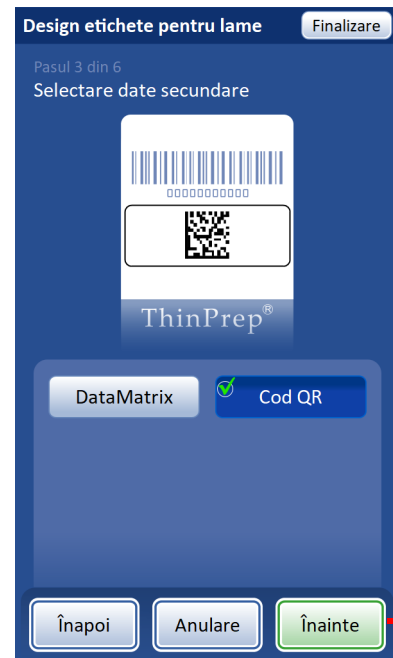 Design etichete pentru lame
Finalizare
Pasul 3 din 6
Selectare date secundare
00000000000
ThinPrep®
DataMatrix
Cod QR
Înapoi
Anulare
Înainte